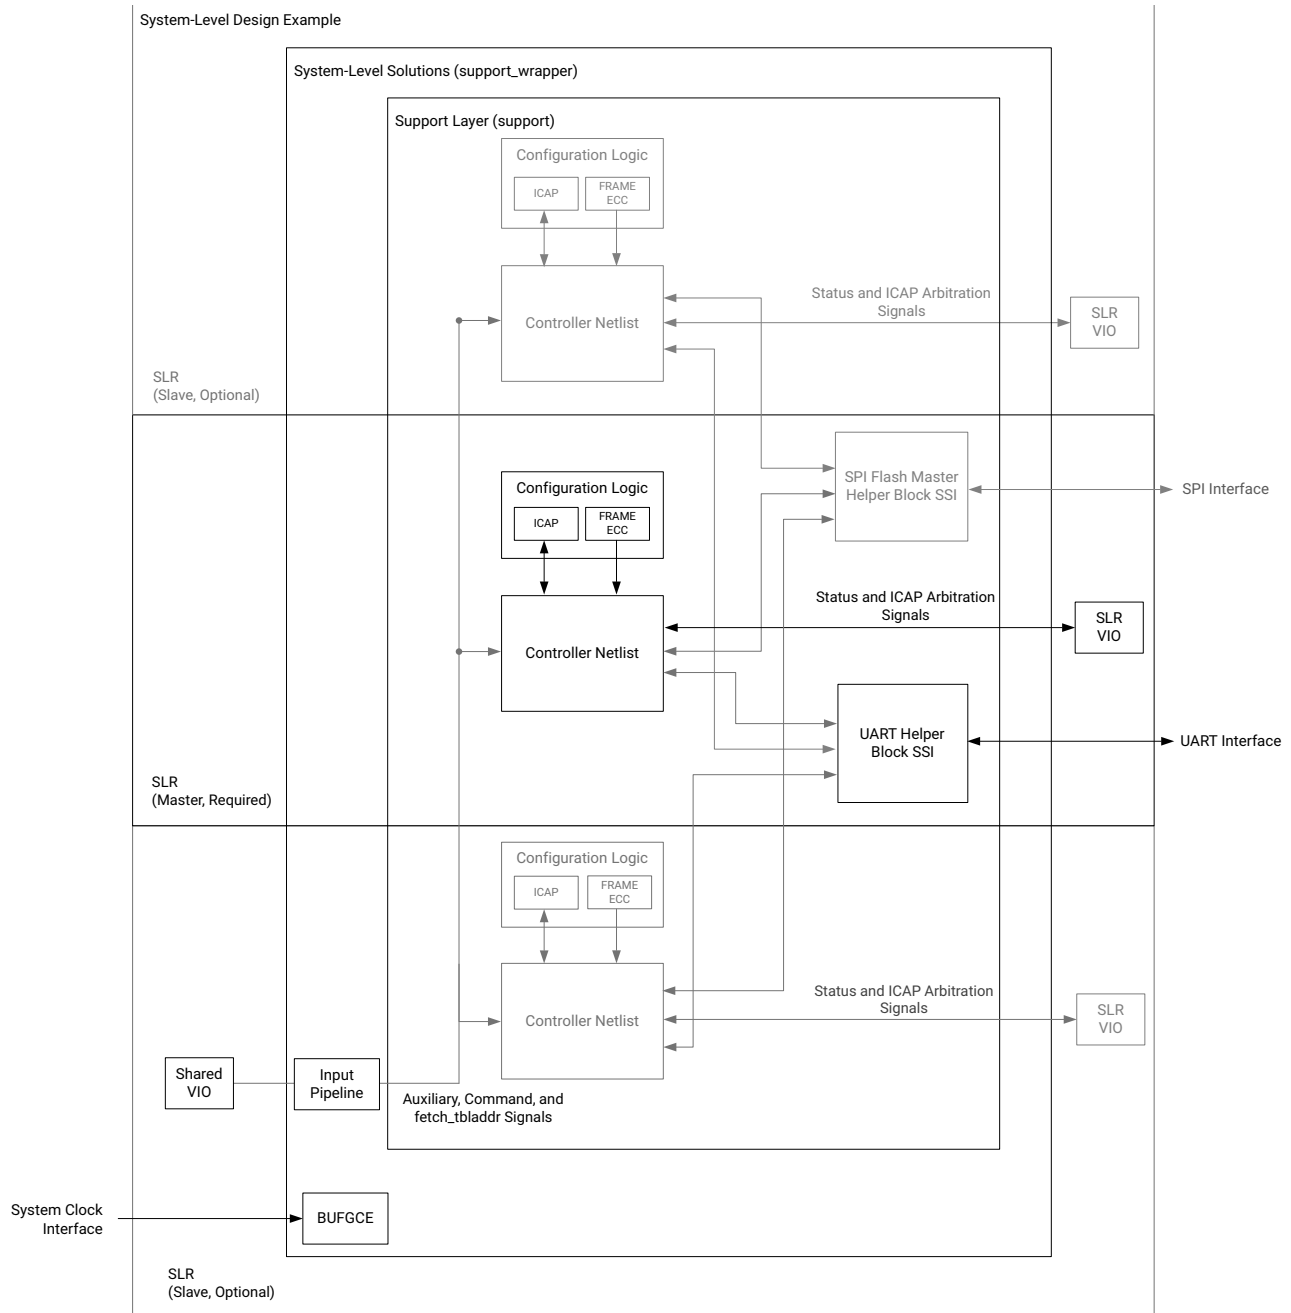 System-Level Design Example
System-Level Solutions (support_wrapper)
Support Layer (support)
Configuration Logic
ICAP
FRAME
ECC
Controller Netlist
Status and ICAP Arbitration
Signals
SLR
VIO
SLR
(Slave, Optional)
SPI Flash Master
Helper Block SSI
SPI Interface
Configuration Logic
ICAP
FRAME
ECC
Controller Netlist
Status and ICAP Arbitration
Signals
SLR
VIO
UART Helper
Block SSI
UART Interface
SLR
(Master, Required)
Configuration Logic
ICAP
FRAME
ECC
Controller Netlist
Status and ICAP Arbitration
Signals
SLR
VIO
Shared
VIO
Input
Pipeline
Auxiliary, Command, and
fetch_tbladdr Signals
System Clock
Interface
BUFGCE
SLR
(Slave, Optional)